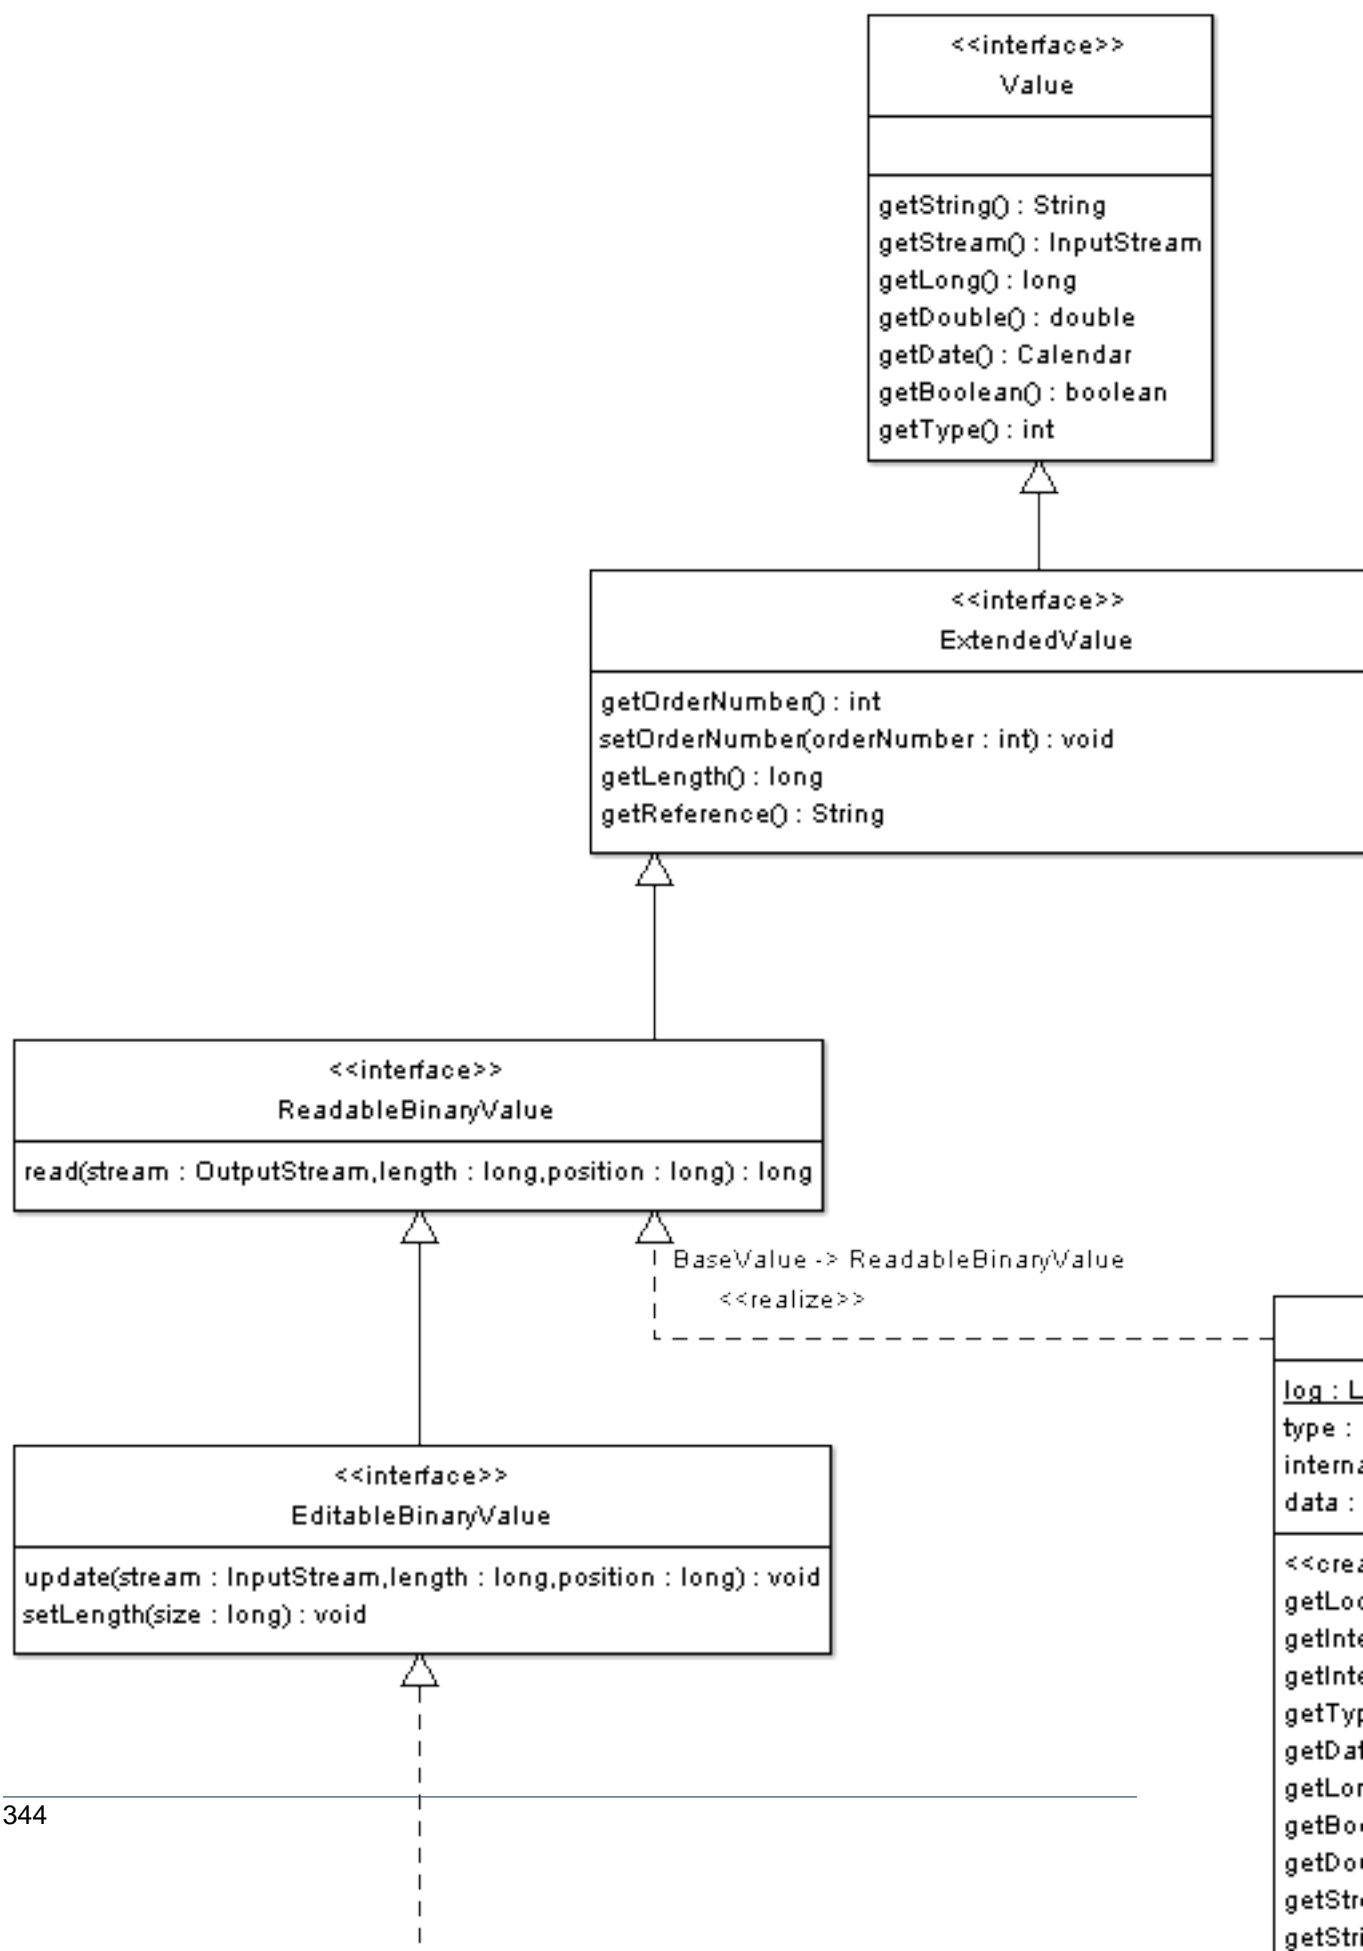 <<interface>>
Value
getString() : String
getStream() : InputStream
getLong() : long
getDouble() : double
getDate() : Calendar
getBoolean() : boolean
getType() : int
<<interface>>
ExtendedValue
getOrderNumber() : int
setOrderNumber(orderNumber : int) : void
getLength() : long
getReference() : String
<<interface>>
ReadableBinaryValue
read(stream : OutputStream,length : long,position : long) : long
BaseValue -> ReadableBinaryValue
<<realize>>
<<interface>>
EditableBinaryValue
update(stream : InputStream,length : long,position : long) : void
setLength(size : long) : void
log :
type :
data :
344